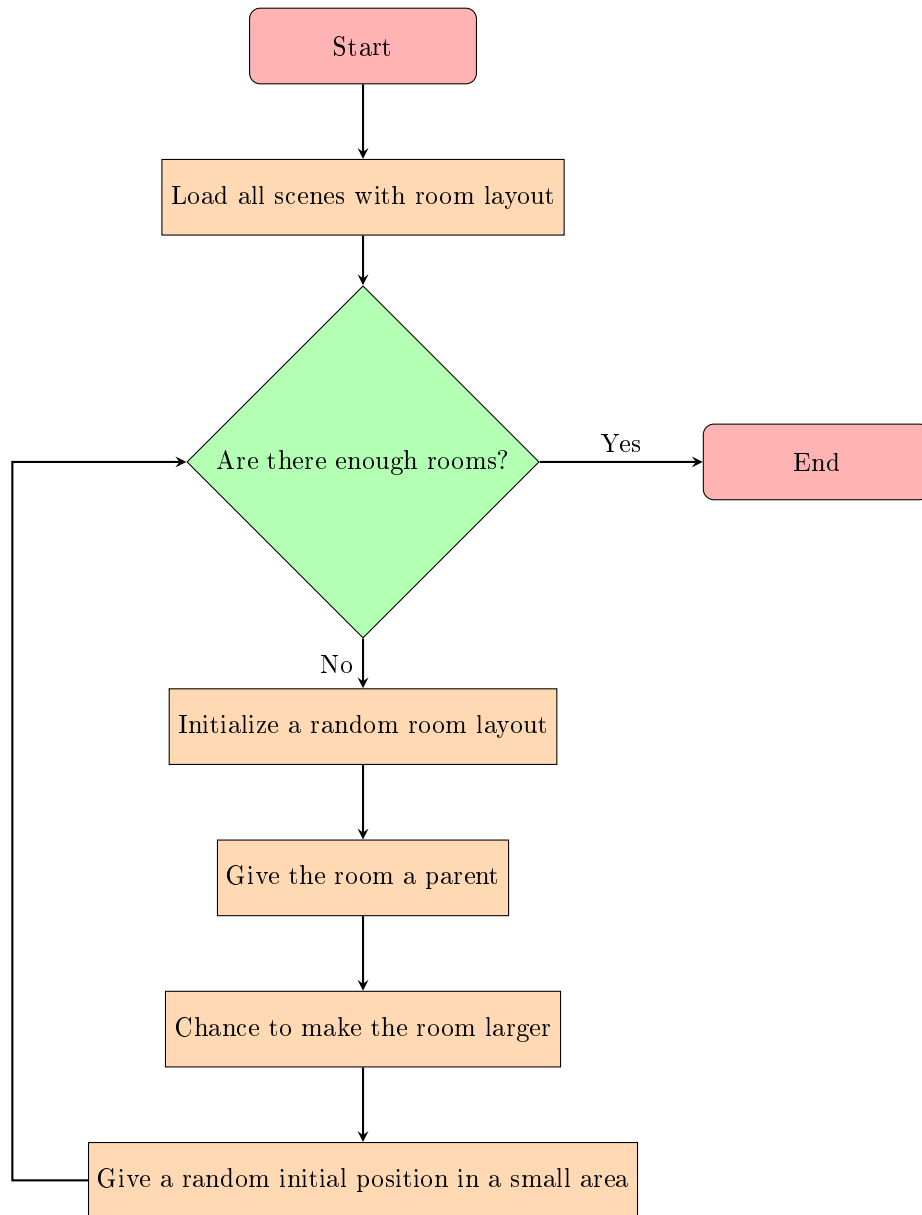 Start
Load all scenes with room layout
Are there enough rooms?
Yes
End
No
Initialize a random room layout
Give the room a parent
Chance to make the room larger
Give a random initial position in a small area